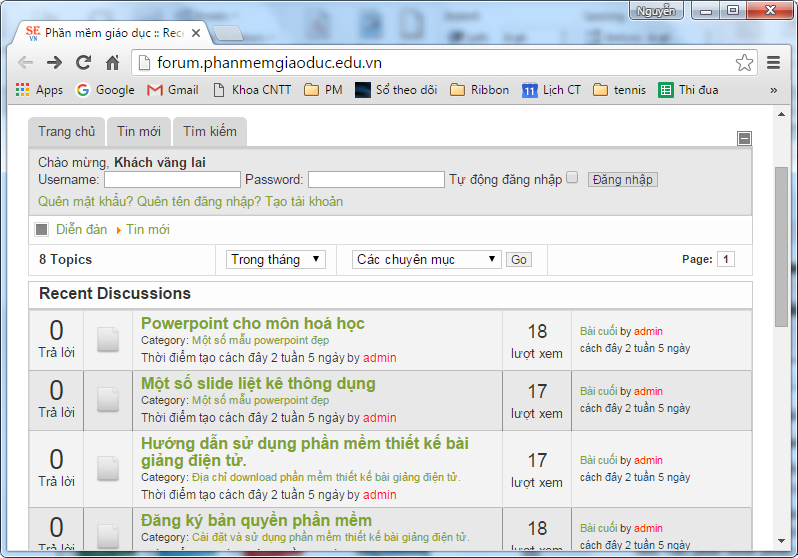 Nguyễn
SE
VN
Phần mềm giáo dục :: Rece
forum.phanmemgiaoduc.edu.vn
Apps Google Gmail Khoa CNTT PM Sổ theo dõi Ribbon 11 Lịch CT tennis Thi đua »
Trang chủ Tin mới Tìm kiếm
Chào mừng, Khách vãng lai
Username: Password: Tự động đăng nhập Đăng nhập
Quên mật khẩu? Quên tên đăng nhập? Tạo tài khoản
Diễn đàn Tin mới
8 Topics Trong tháng Các chuyên mục Go Page: 1
Recent Discussions
0 Trả lời
Powerpoint cho môn hoá học
Category: Một số mẫu powerpoint đẹp
Thời điểm tạo cách đây 2 tuần 5 ngày by admin
18 lượt xem
Bài cuối by admin
cách đây 2 tuần 5 ngày
0 Trả lời
Một số slide liệt kê thông dụng
Category: Một số mẫu powerpoint đẹp
Thời điểm tạo cách đây 2 tuần 5 ngày by admin
17 lượt xem
Bài cuối by admin
cách đây 2 tuần 5 ngày
0 Trả lời
Hướng dẫn sử dụng phần mềm thiết kế bài
giảng điện tử.
Category: Địa chỉ download phần mềm thiết kế bài giảng điện tử.
Thời điểm tạo cách đây 2 tuần 5 ngày by admin
17 lượt xem
Bài cuối by admin
cách đây 2 tuần 5 ngày
0 Trả lời
Đăng ký bản quyền phần mềm
Category: Cài đặt và sử dụng phần mềm thiết kế bài giảng điện tử.
18 lượt xem
Bài cuối by admin
cách đây 2 tuần 5 ngày